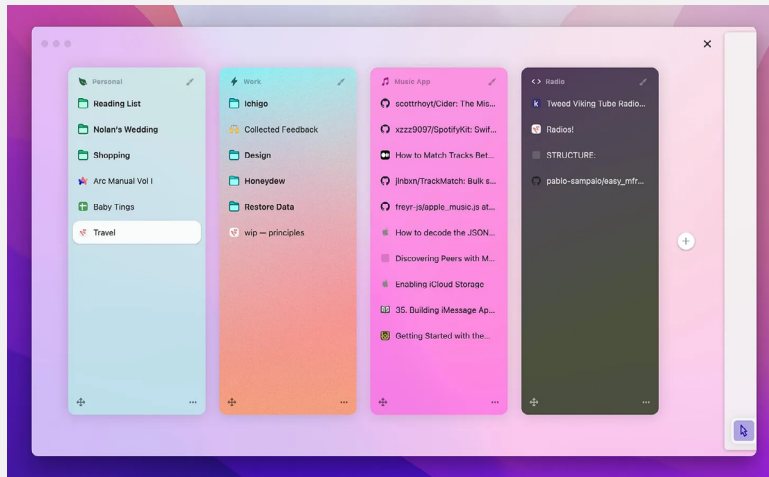 Personal
Reading List
Nolan's Wedding
Shopping
Arc Manual Vol I
Baby Tings
Travel
Work
Ichigo
Collected Feedback
Design
Honeydew
Restore Data
wip — principles
Music App
scottrhoyt/Cider: The Mis...
xzzz9097/SpotifyKit: Swif...
How to Match Tracks Bet...
jinbxn/TrackMatch: Bulk s...
freyr-js/apple_music.js at...
How to decode the JSON...
Discovering Peers with M...
Enabling iCloud Storage
35. Building iMessage Ap...
Getting Started with the...
Radio
Tweed Viking Tube Radio...
Radios!
STRUCTURE:
pablo-sampaio/easy_mfr...